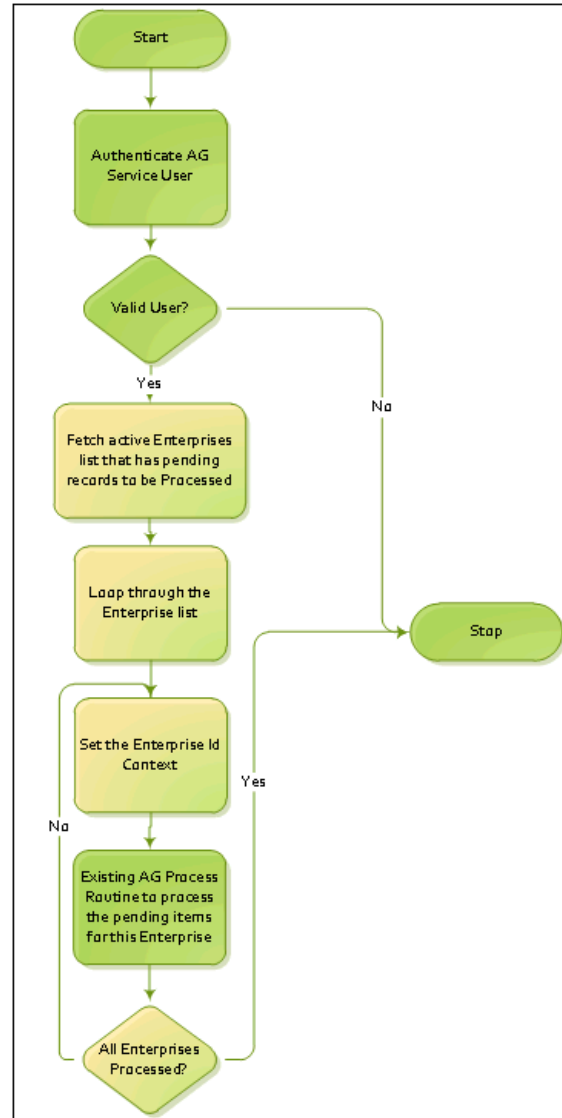 Start
Authenticate AG
Service User
Valid User?
Yes
No
Fetch active Enterprises
list that has pending
records to be Processed
Loop through the
Enterprise list
Stop
Set the Enterprise Id
Context
Yes
No
Existing AG Process
Routine to process
the pending items
for this Enterprise
All Enterprises
Processed?